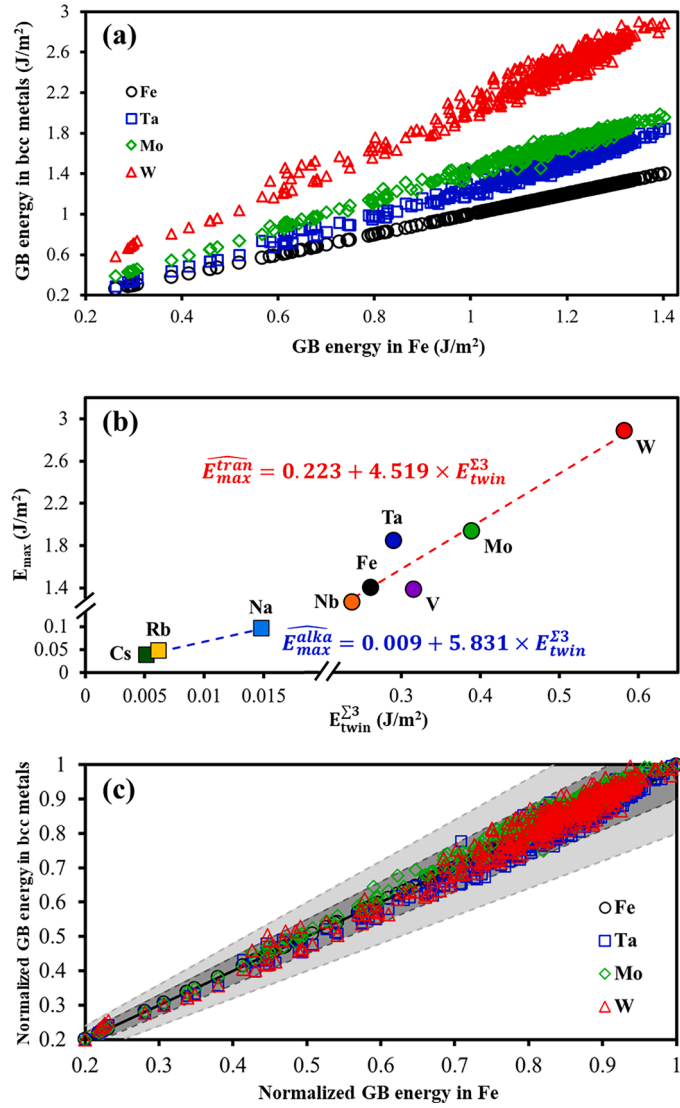 (a)
GB energy in bcc metals (J/m²)
3
2.6
2.2
1.8
1.4
1
0.6
0.2
Fe
Ta
Mo
W
0.2
0.4
0.6
0.8
1
1.2
1.4
GB energy in Fe (J/m²)
(b)
E_max (J/m²)
3
2.6
2.2
1.8
1.4
0.1
0.05
0
E_max^tran = 0.223 + 4.519 × E_twin^Σ3
W
Ta
Mo
Fe
Nb
V
Na
Rb
Cs
E_max^alka = 0.009 + 5.831 × E_twin^Σ3
0
0.005
0.01
0.015
0.3
0.4
0.5
0.6
E_twin^Σ3 (J/m²)
(c)
Normalized GB energy in bcc metals
1
0.9
0.8
0.7
0.6
0.5
0.4
0.3
0.2
Fe
Ta
Mo
W
0.2
0.3
0.4
0.5
0.6
0.7
0.8
0.9
1
Normalized GB energy in Fe